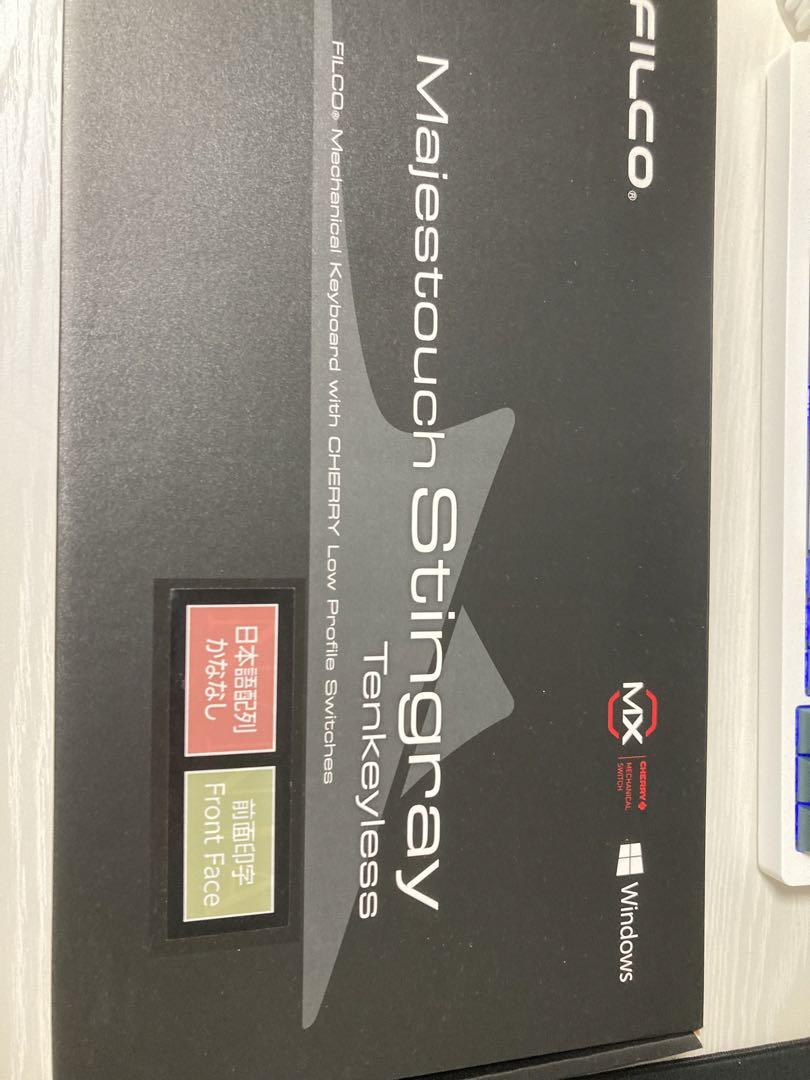 FILCO®
Majestouch Stingray
Tenkeyless
FILCO® Mechanical Keyboard with CHERRY Low Profile Switches
MX
CHERRY
MECHANICAL
SWITCH
Windows
日本語配列
かななし
前面印字
Front Face